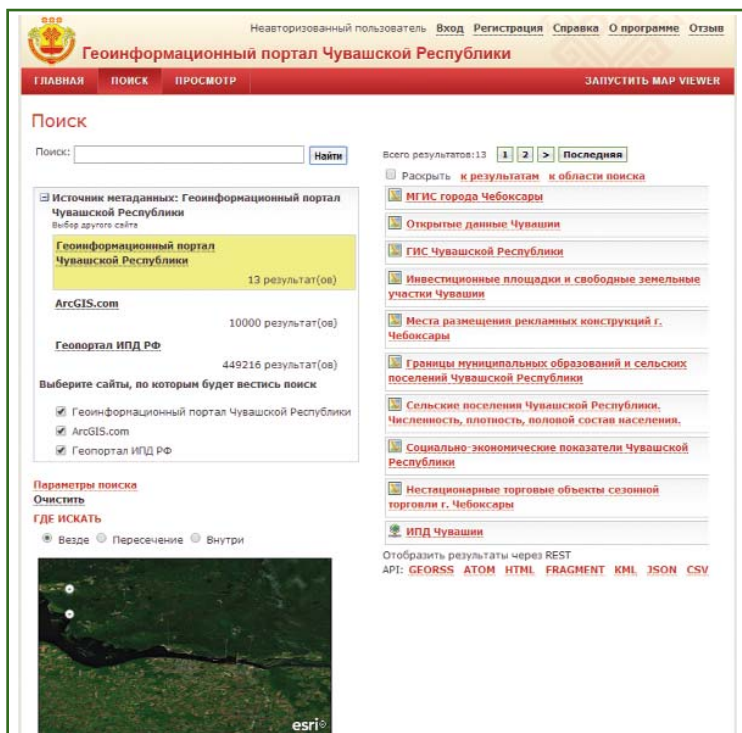 Неавторизованный пользователь Вход Регистрация Справка О программе Отзыв
Геоинформационный портал Чувашской Республики
ГЛАВНАЯ ПОИСК ПРОСМОТР ЗАПУСТИТЬ MAP VIEWER
Поиск
Поиск: Найти
Источник метаданных: Геоинформационный портал
Чувашской Республики
Выбор другого сайта
Геоинформационный портал
Чувашской Республики
13 результат(ов)
ArcGIS.com
10000 результат(ов)
Геопортал ИПД РФ
449216 результат(ов)
Выберите сайты, по которым будет вестись поиск
Геоинформационный портал Чувашской Республики
ArcGIS.com
Геопортал ИПД РФ
Параметры поиска
Очистить
ГДЕ ИСКАТЬ
Везде Пересечение Внутри
esri
Всего результатов:13 1 2 > Последняя
Раскрыть к результатам к области поиска
МГИС города Чебоксары
Открытые данные Чувашии
ГИС Чувашской Республики
Инвестиционные площадки и свободные земельные
участки Чувашии
Места размещения рекламных конструкций г.
Чебоксары
Границы муниципальных образований и сельских
поселений Чувашской Республики
Сельские поселения Чувашской Республики.
Численность, плотность, половой состав населения.
Социально-экономические показатели Чувашской
Республики
Нестационарные торговые объекты сезонной
торговли г. Чебоксары
ИПД Чувашии
Отобразить результаты через REST
API: GEORSS ATOM HTML FRAGMENT KML JSON CSV